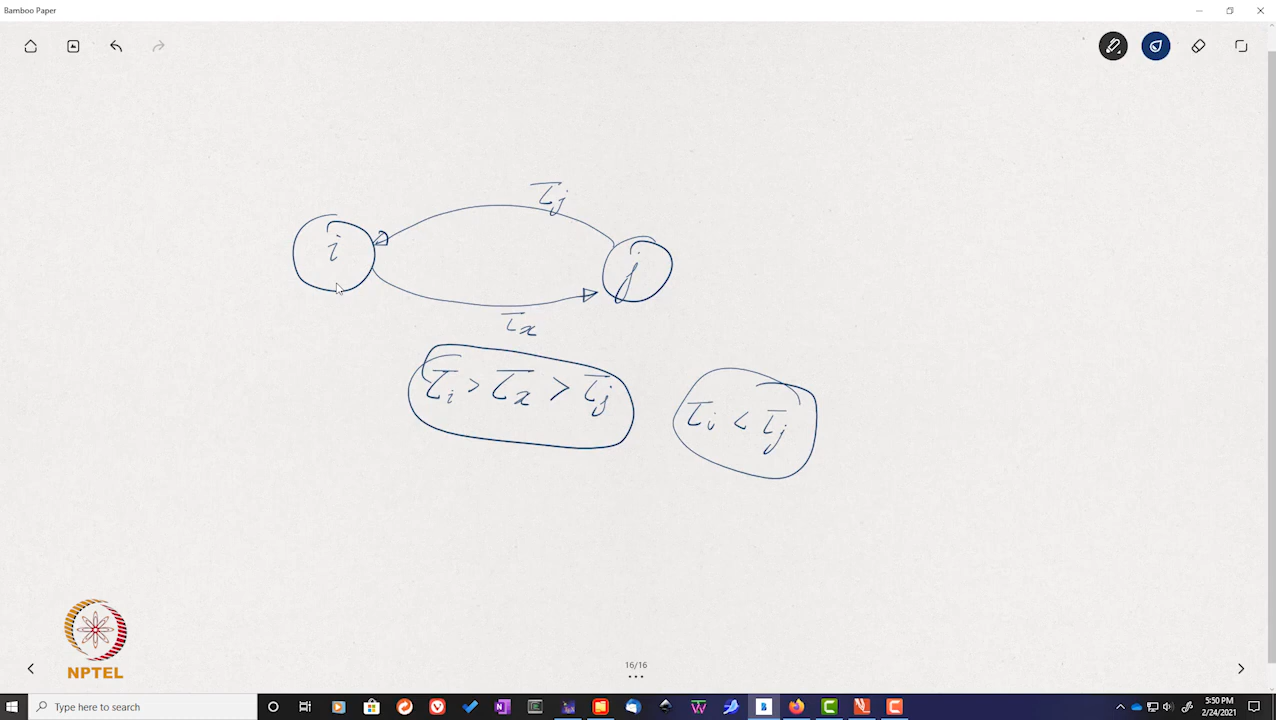 Bamboo Paper
τj
i
j
τx
τi > τx > τj
τi < τj
NPTEL
16/16
Type here to search
5:50 PM
2/24/2021